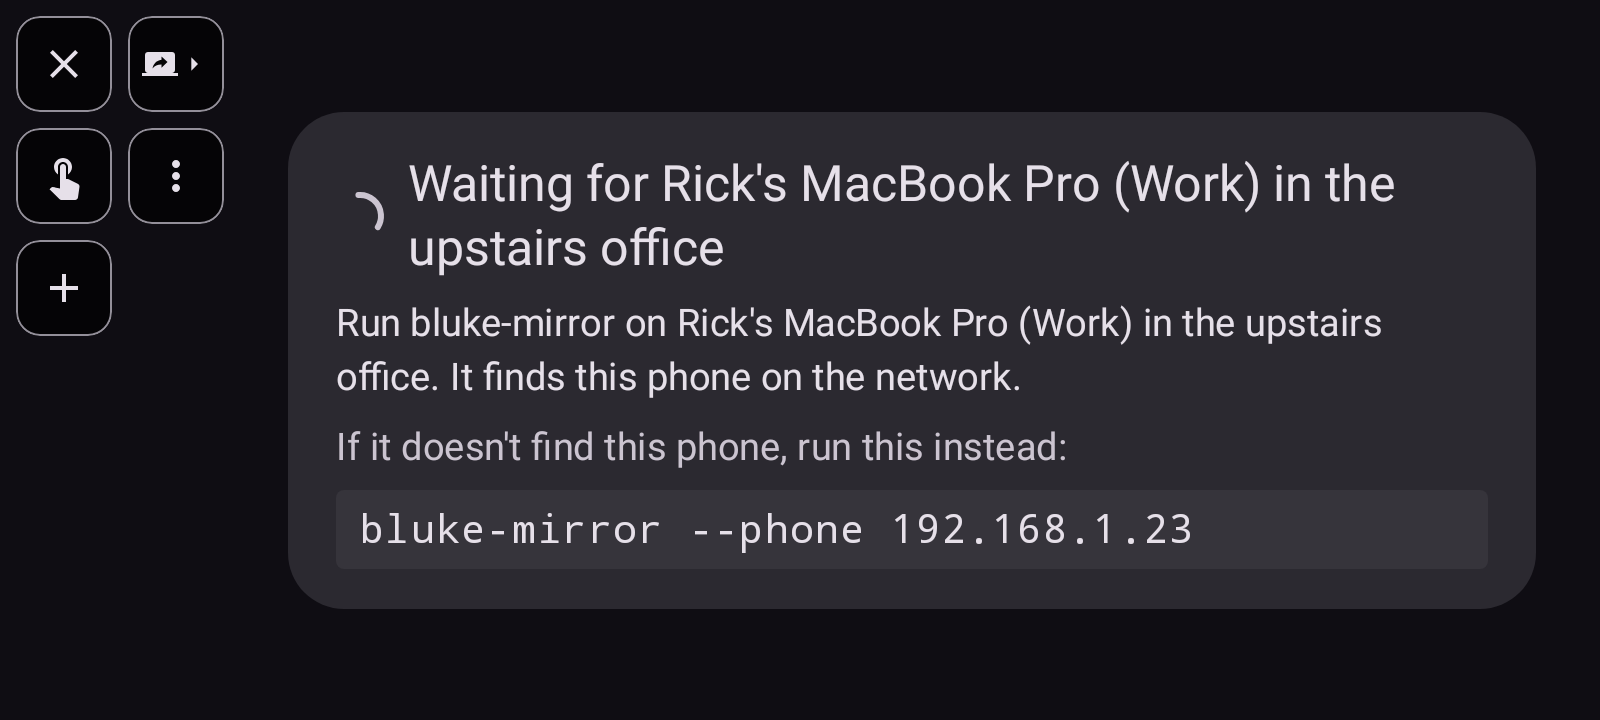 Waiting for Rick's MacBook Pro (Work) in the
upstairs office
Run bluke-mirror on Rick's MacBook Pro (Work) in the upstairs
office. It finds this phone on the network.
If it doesn't find this phone, run this instead:
bluke-mirror --phone 192.168.1.23